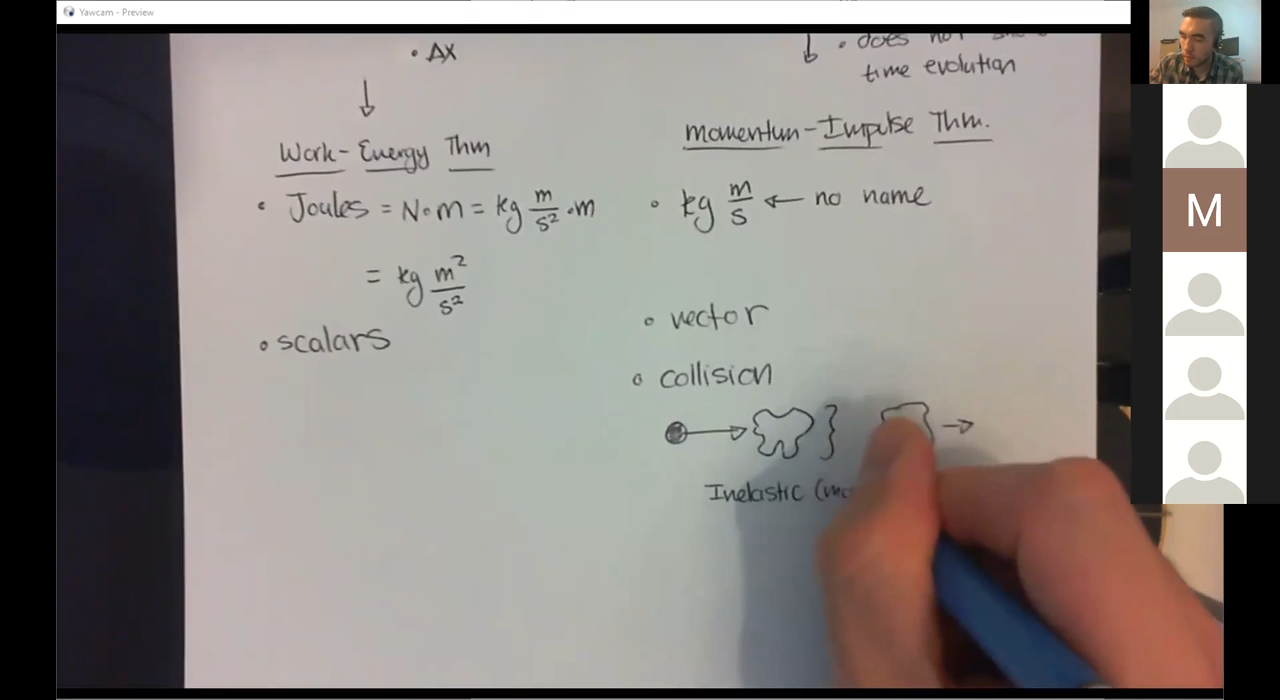 Yawcam - Preview
• Δx
• does
time evolution
Work-Energy Thm
• Joules = N·m = kg m/s² · m
= kg m²/s²
• scalars
Momentum-Impulse Thm.
• kg m/s ← no name
• vector
• collision
Inelastic
M